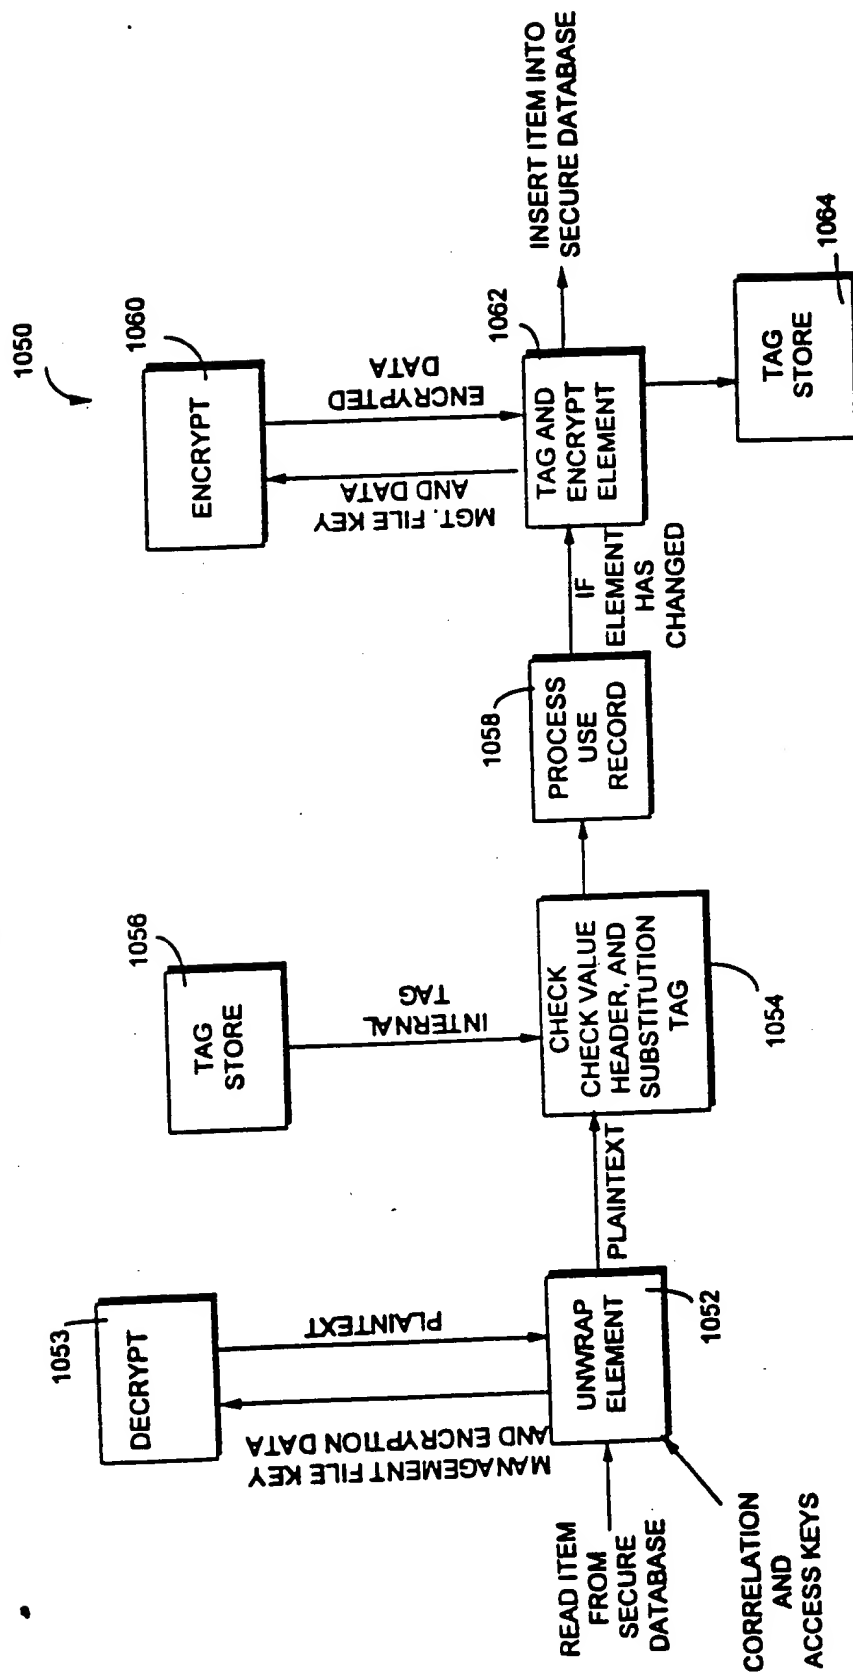 1050
1053
DECRYPT
MANAGEMENT FILE KEY
AND ENCRYPTION DATA
PLAINTEXT
READ ITEM
FROM
SECURE
DATABASE
CORRELATION
AND
ACCESS KEYS
UNWRAP
ELEMENT
1052
PLAINTEXT
1056
TAG
STORE
INTERNAL
TAG
CHECK
CHECK VALUE
HEADER, AND
SUBSTITUTION
TAG
1054
1058
PROCESS
USE
RECORD
IF
ELEMENT
HAS
CHANGED
1060
ENCRYPT
MGT. FILE KEY
AND DATA
ENCRYPTED
DATA
1062
TAG AND
ENCRYPT
ELEMENT
INSERT ITEM INTO
SECURE DATABASE
TAG
STORE
1064